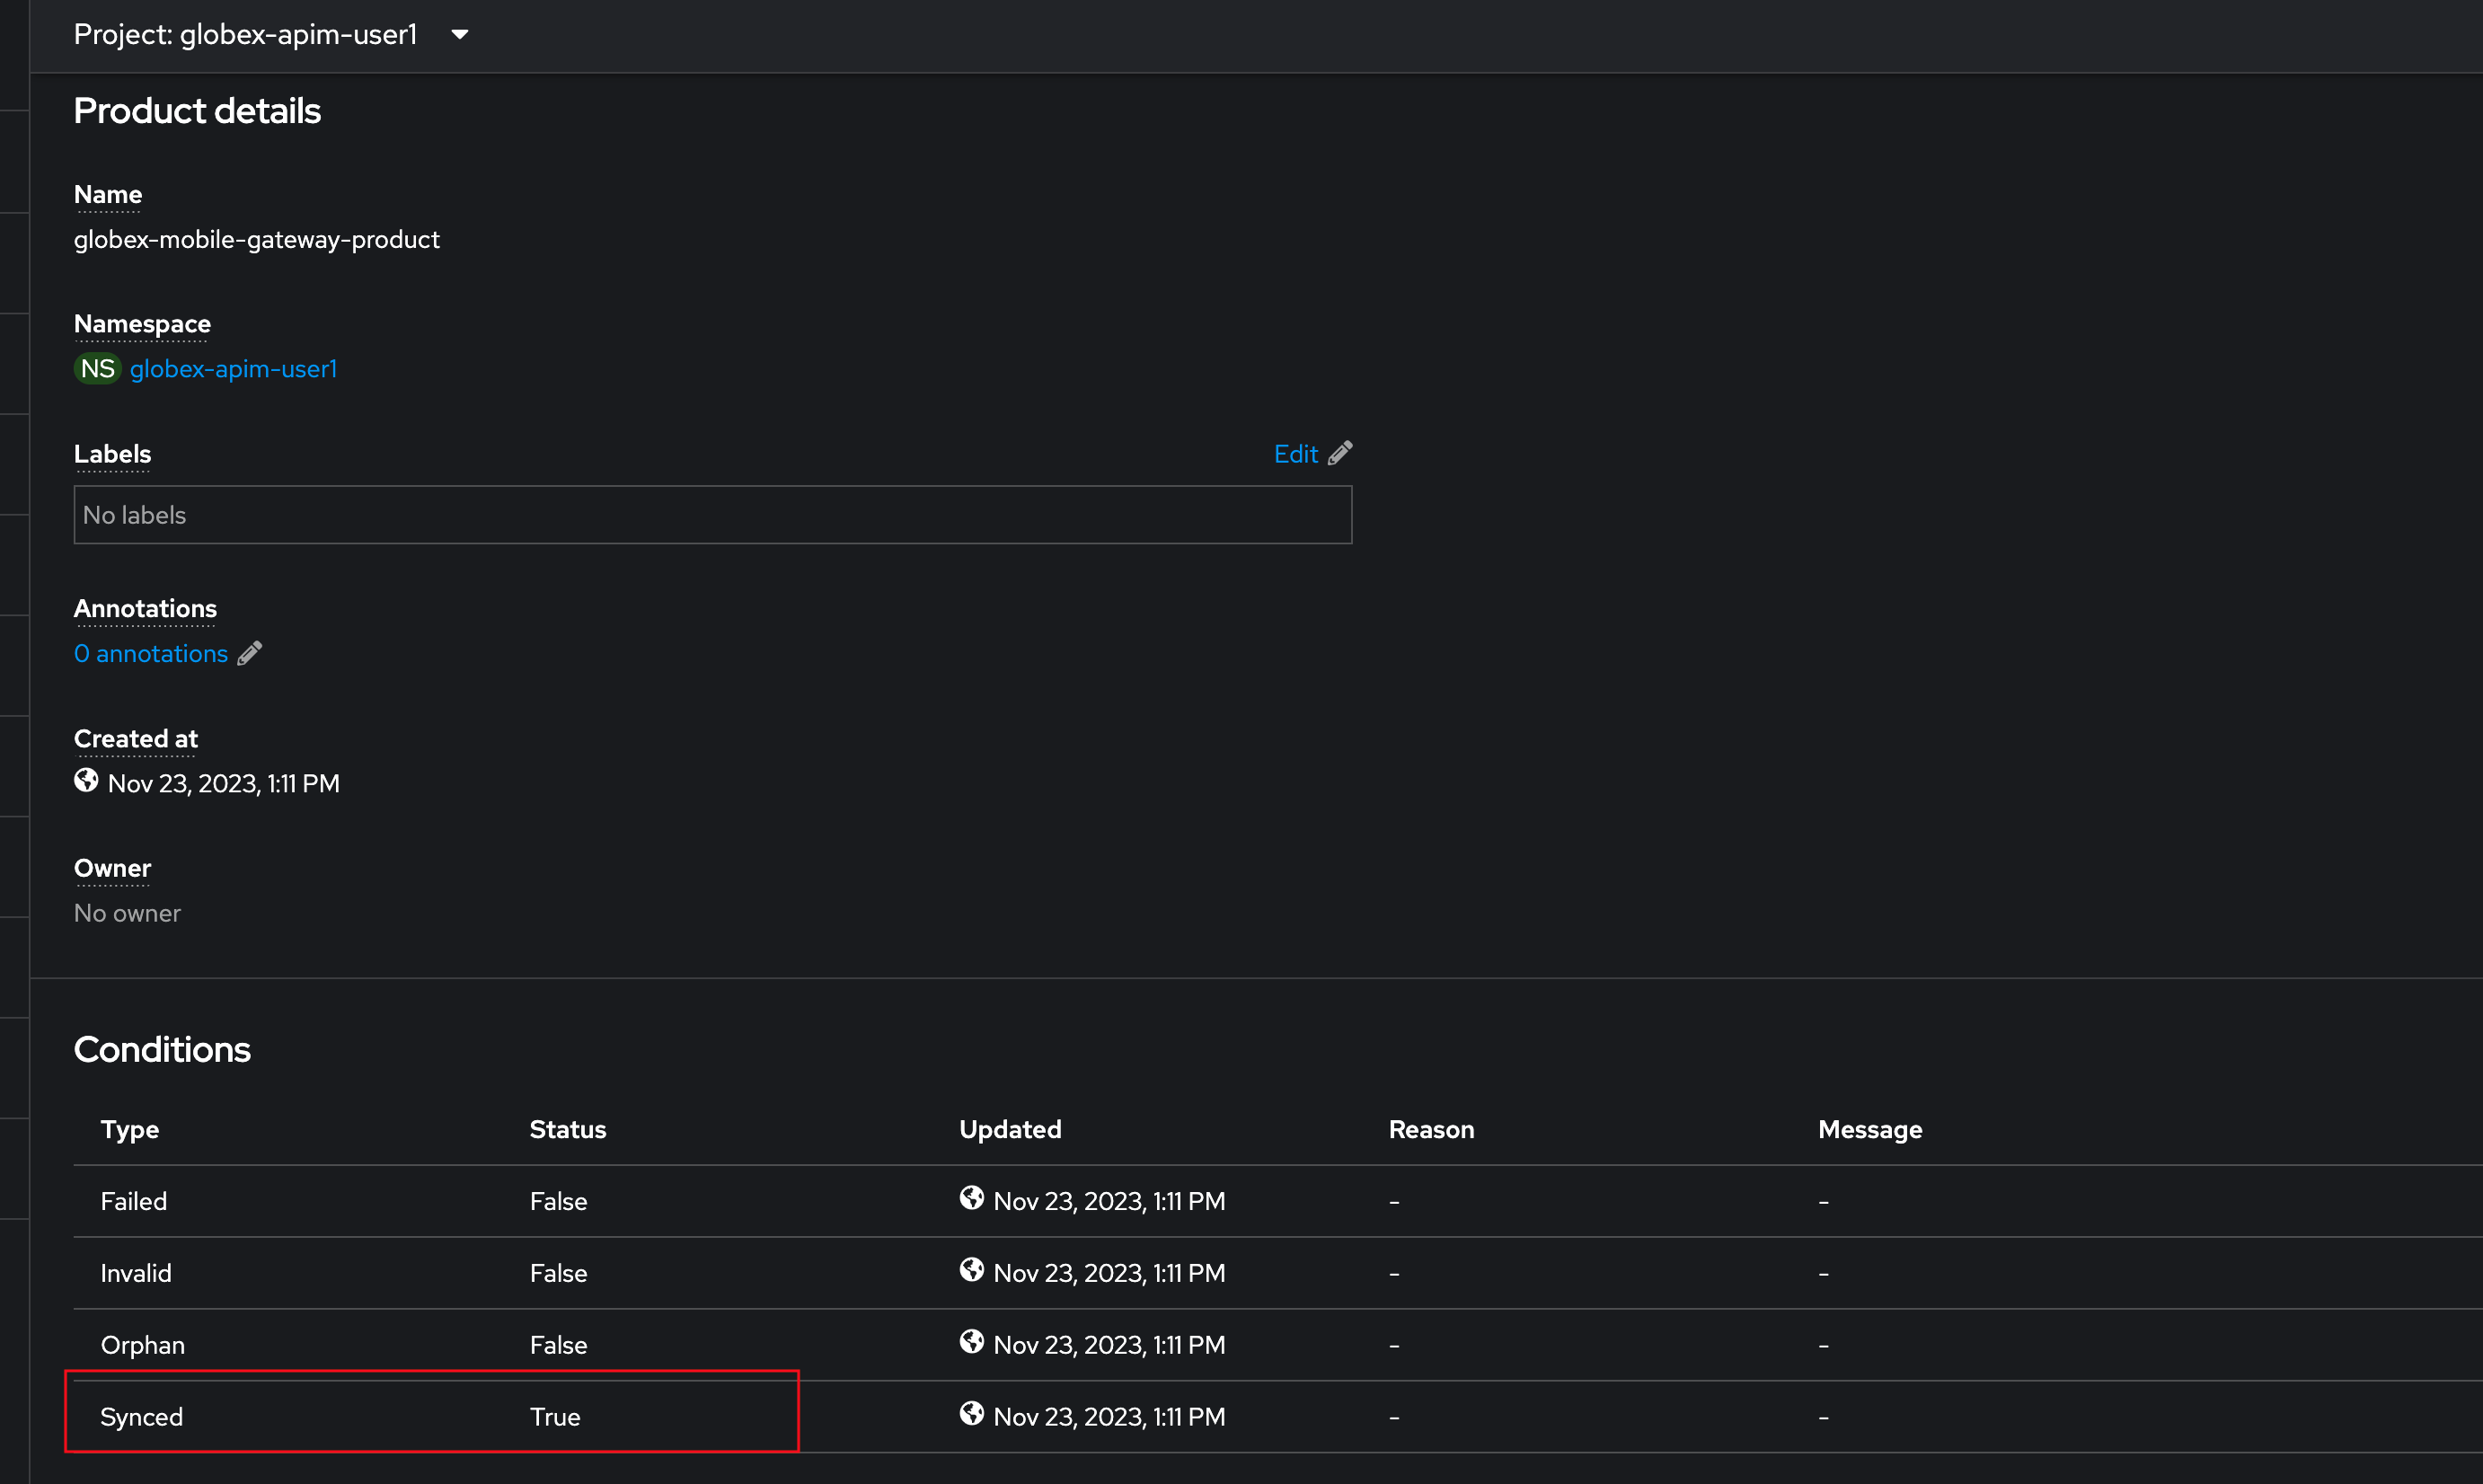 Project: globex-apim-user1
Product details
Name
globex-mobile-gateway-product
Namespace
NS globex-apim-user1
Labels Edit
No labels
Annotations
0 annotations
Created at
Nov 23, 2023, 1:11 PM
Owner
No owner
Conditions
Type Status Updated Reason Message
Failed False Nov 23, 2023, 1:11 PM - -
Invalid False Nov 23, 2023, 1:11 PM - -
Orphan False Nov 23, 2023, 1:11 PM - -
Synced True Nov 23, 2023, 1:11 PM - -